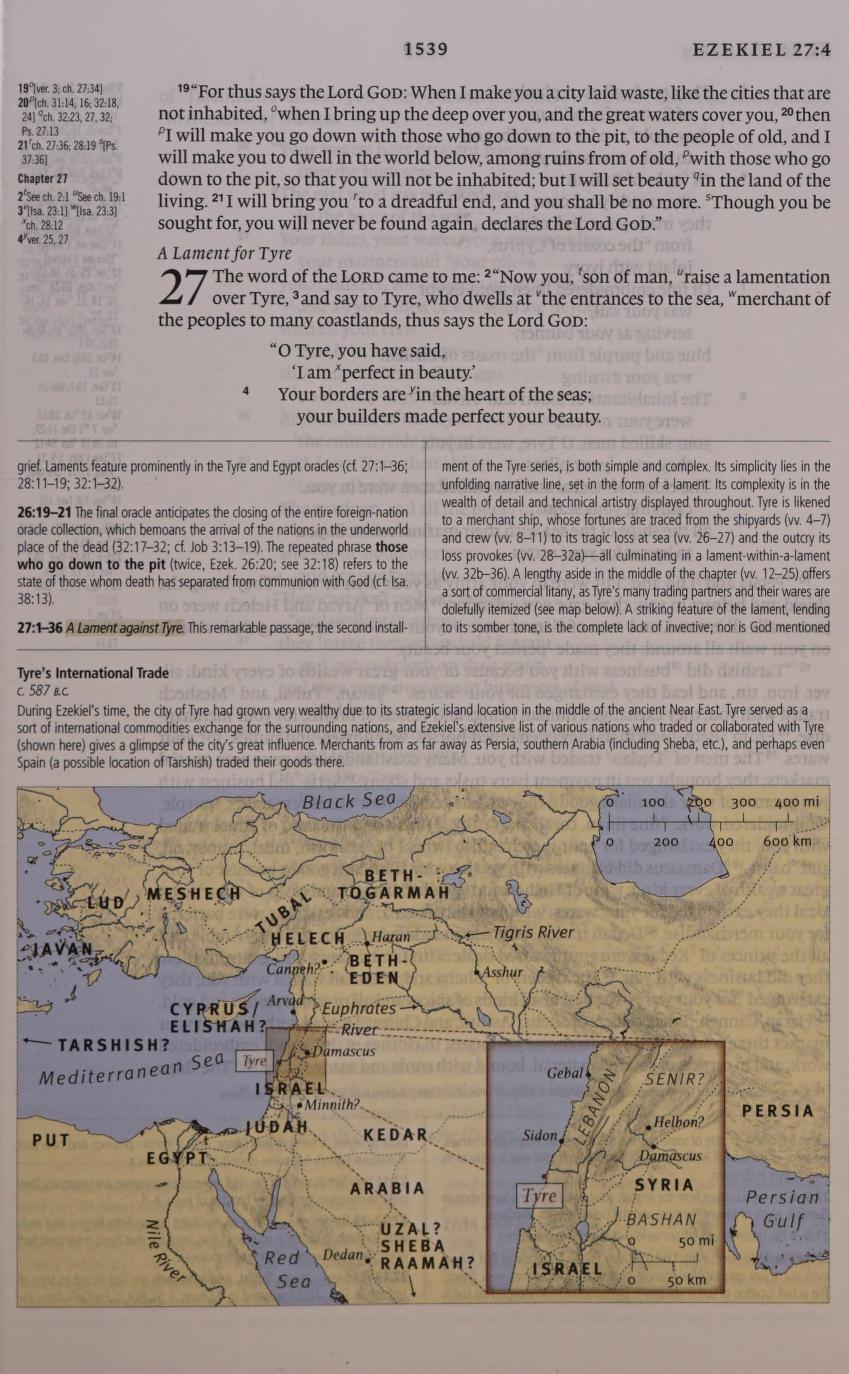 1539
EZEKIEL 27:4
19o[ver. 3; ch. 27:34]
20p[ch. 31:14, 16; 32:18,
24] qch. 32:23, 27, 32;
Ps. 27:13
21rch. 27:36; 28:19 s[Ps.
37:36]
Chapter 27
2tSee ch. 2:1 uSee ch. 19:1
3v[Isa. 23:1] w[Isa. 23:3]
xch. 28:12
4yver. 25, 27
19“For thus says the Lord GOD: When I make you a city laid waste, like the cities that are
not inhabited, owhen I bring up the deep over you, and the great waters cover you, 20then
pI will make you go down with those who go down to the pit, to the people of old, and I
will make you to dwell in the world below, among ruins from of old, pwith those who go
down to the pit, so that you will not be inhabited; but I will set beauty qin the land of the
living. 21I will bring you rto a dreadful end, and you shall be no more. sThough you be
sought for, you will never be found again, declares the Lord GOD.”
A Lament for Tyre
27 The word of the LORD came to me: 2“Now you, tson of man, uraise a lamentation
over Tyre, 3and say to Tyre, who dwells at vthe entrances to the sea, wmerchant of
the peoples to many coastlands, thus says the Lord GOD:
“O Tyre, you have said,
‘I am xperfect in beauty.’
4 Your borders are yin the heart of the seas;
your builders made perfect your beauty.
grief. Laments feature prominently in the Tyre and Egypt oracles (cf. 27:1–36;
28:11–19; 32:1–32).
26:19–21 The final oracle anticipates the closing of the entire foreign-nation
oracle collection, which bemoans the arrival of the nations in the underworld
place of the dead (32:17–32; cf. Job 3:13–19). The repeated phrase those
who go down to the pit (twice, Ezek. 26:20; see 32:18) refers to the
state of those whom death has separated from communion with God (cf. Isa.
38:13).
27:1–36 A Lament against Tyre. This remarkable passage, the second install-
ment of the Tyre series, is both simple and complex. Its simplicity lies in the
unfolding narrative line, set in the form of a lament. Its complexity is in the
wealth of detail and technical artistry displayed throughout. Tyre is likened
to a merchant ship, whose fortunes are traced from the shipyards (vv. 4–7)
and crew (vv. 8–11) to its tragic loss at sea (vv. 26–27) and the outcry its
loss provokes (vv. 28–32a)—all culminating in a lament-within-a-lament
(vv. 32b–36). A lengthy aside in the middle of the chapter (vv. 12–25) offers
a sort of commercial litany, as Tyre's many trading partners and their wares are
dolefully itemized (see map below). A striking feature of the lament, lending
to its somber tone, is the complete lack of invective; nor is God mentioned
Tyre's International Trade
c. 587 B.C.
During Ezekiel's time, the city of Tyre had grown very wealthy due to its strategic island location in the middle of the ancient Near East. Tyre served as a
sort of international commodities exchange for the surrounding nations, and Ezekiel's extensive list of various nations who traded or collaborated with Tyre
(shown here) gives a glimpse of the city's great influence. Merchants from as far away as Persia, southern Arabia (including Sheba, etc.), and perhaps even
Spain (a possible location of Tarshish) traded their goods there.
Black Sea
0 100 200 300 400 mi
0 200 400 600 km
LUD
MESHECH
TUBAL
BETH-
TOGARMAH
JAVAN
HELECH
Haran
Tigris River
Canneh?
BETH-
EDEN
Asshur
CYPRUS/
ELISHAH?
Arvad
Euphrates
River
TARSHISH?
Mediterranean Sea
Tyre
Damascus
ISRAEL
Minnith?
JUDAH
KEDAR
PUT
EGYPT
ARABIA
UZAL?
SHEBA
RAAMAH?
Dedan
Nile River
Red
Sea
Gebal
LEBANON
SENIR?
Helbon?
Sidon
Damascus
SYRIA
Tyre
BASHAN
ISRAEL
0 50 mi
0 50 km
PERSIA
Persian
Gulf